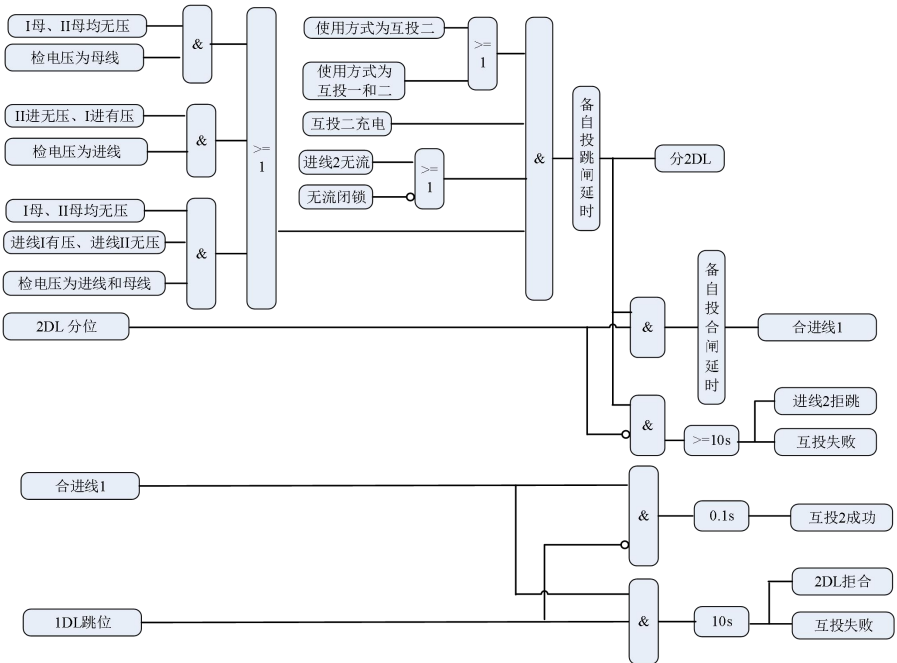 I母、II母均无压
检电压为母线
&
II进无压、I进有压
检电压为进线
&
I母、II母均无压
进线I有压、进线II无压
检电压为进线和母线
&
>=
1
使用方式为互投二
使用方式为
互投一和二
>=
1
互投二充电
进线2无流
无流闭锁
>=
1
&
备自投跳闸延时
分2DL
2DL 分位
&
备自投合闸延时
合进线1
&
>=10s
进线2拒跳
互投失败
合进线1
&
0.1s
互投2成功
1DL跳位
&
10s
2DL拒合
互投失败